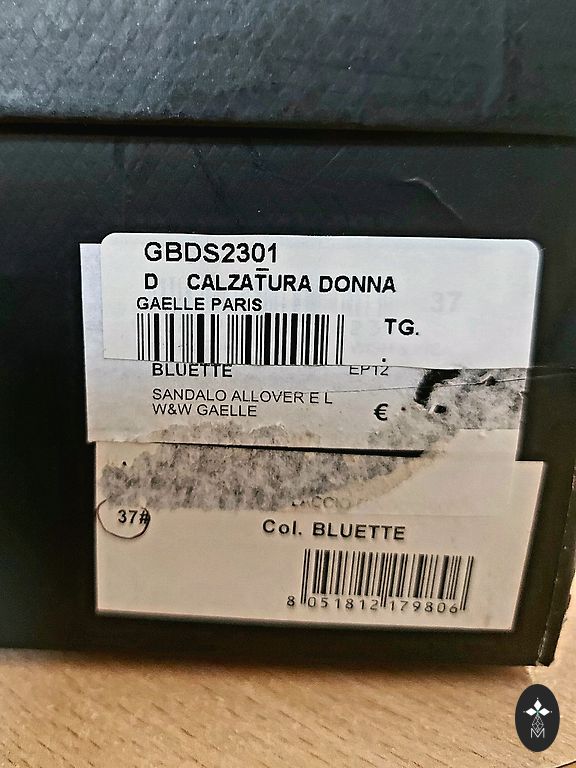 GBDS2301
D CALZATURA DONNA
GAELLE PARIS
37
TG.
BLUETTE EP12
SANDALO ALLOVER E L
W&W GAELLE €
37#
Col. BLUETTE
8 051812 179806
M